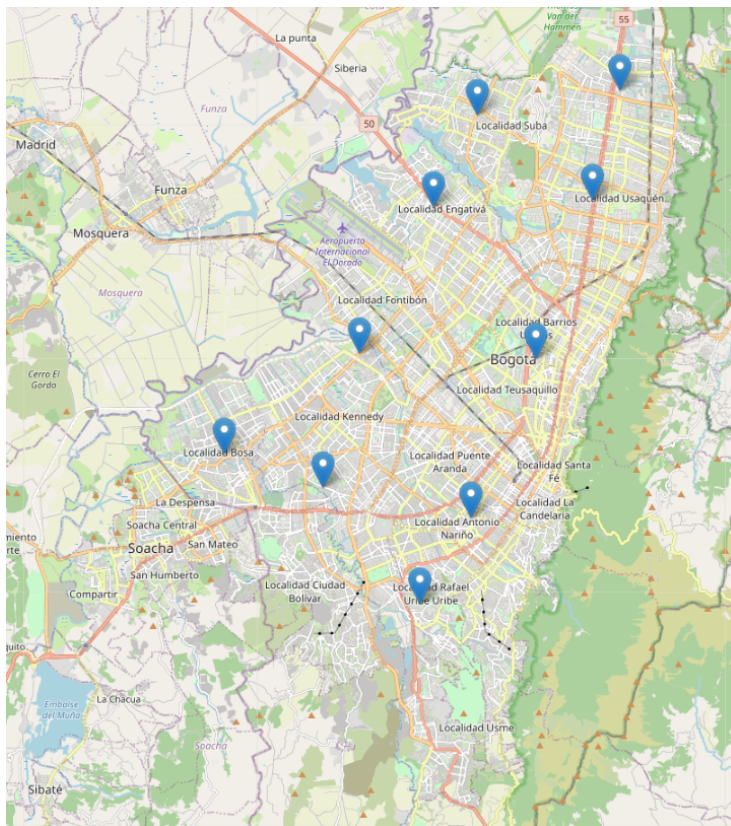 Van der
Hammen
55
La punta
Siberia
Funza
50
Localidad Suba
Madrid
Funza
Localidad Usaquén
Localidad Engativá
Mosquera
Aeropuerto
Internacional
El Dorado
Mosquera
Localidad Fontibón
Localidad Barrios
Bogotá
Cerro El
Gordo
Localidad Teusaquillo
Localidad Kennedy
Localidad Bosa
Localidad Puente
Aranda
Localidad Santa
Fé
La Despensa
Localidad La
Candelaria
Soacha Central
Localidad Antonio
Nariño
Soacha
San Mateo
San Humberto
Localidad Ciudad
Bolívar
Localidad Rafael
Uribe Uribe
Compartir
La Chacua
Embalse
del Muña
Localidad Usme
Soacha
Sibaté